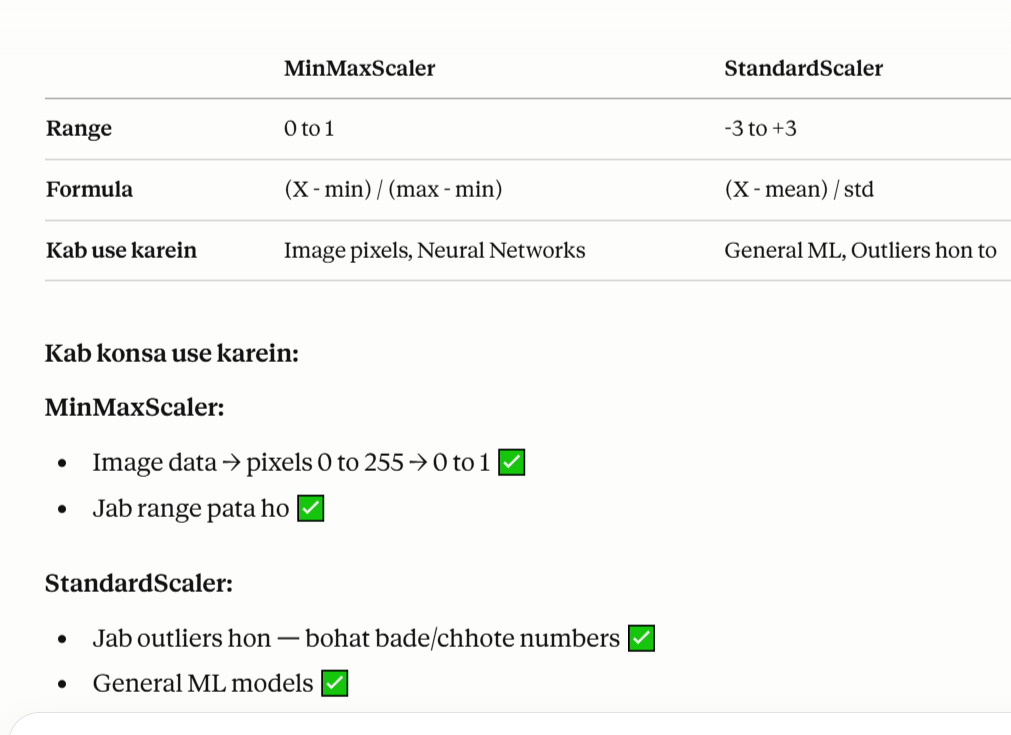 MinMaxScaler StandardScaler
Range 0 to 1 -3 to +3
Formula (X - min) / (max - min) (X - mean) / std
Kab use karein Image pixels, Neural Networks General ML, Outliers hon to
Kab konsa use karein:
MinMaxScaler:
• Image data → pixels 0 to 255 → 0 to 1 ✅
• Jab range pata ho ✅
StandardScaler:
• Jab outliers hon — bohat bade/chhote numbers ✅
• General ML models ✅